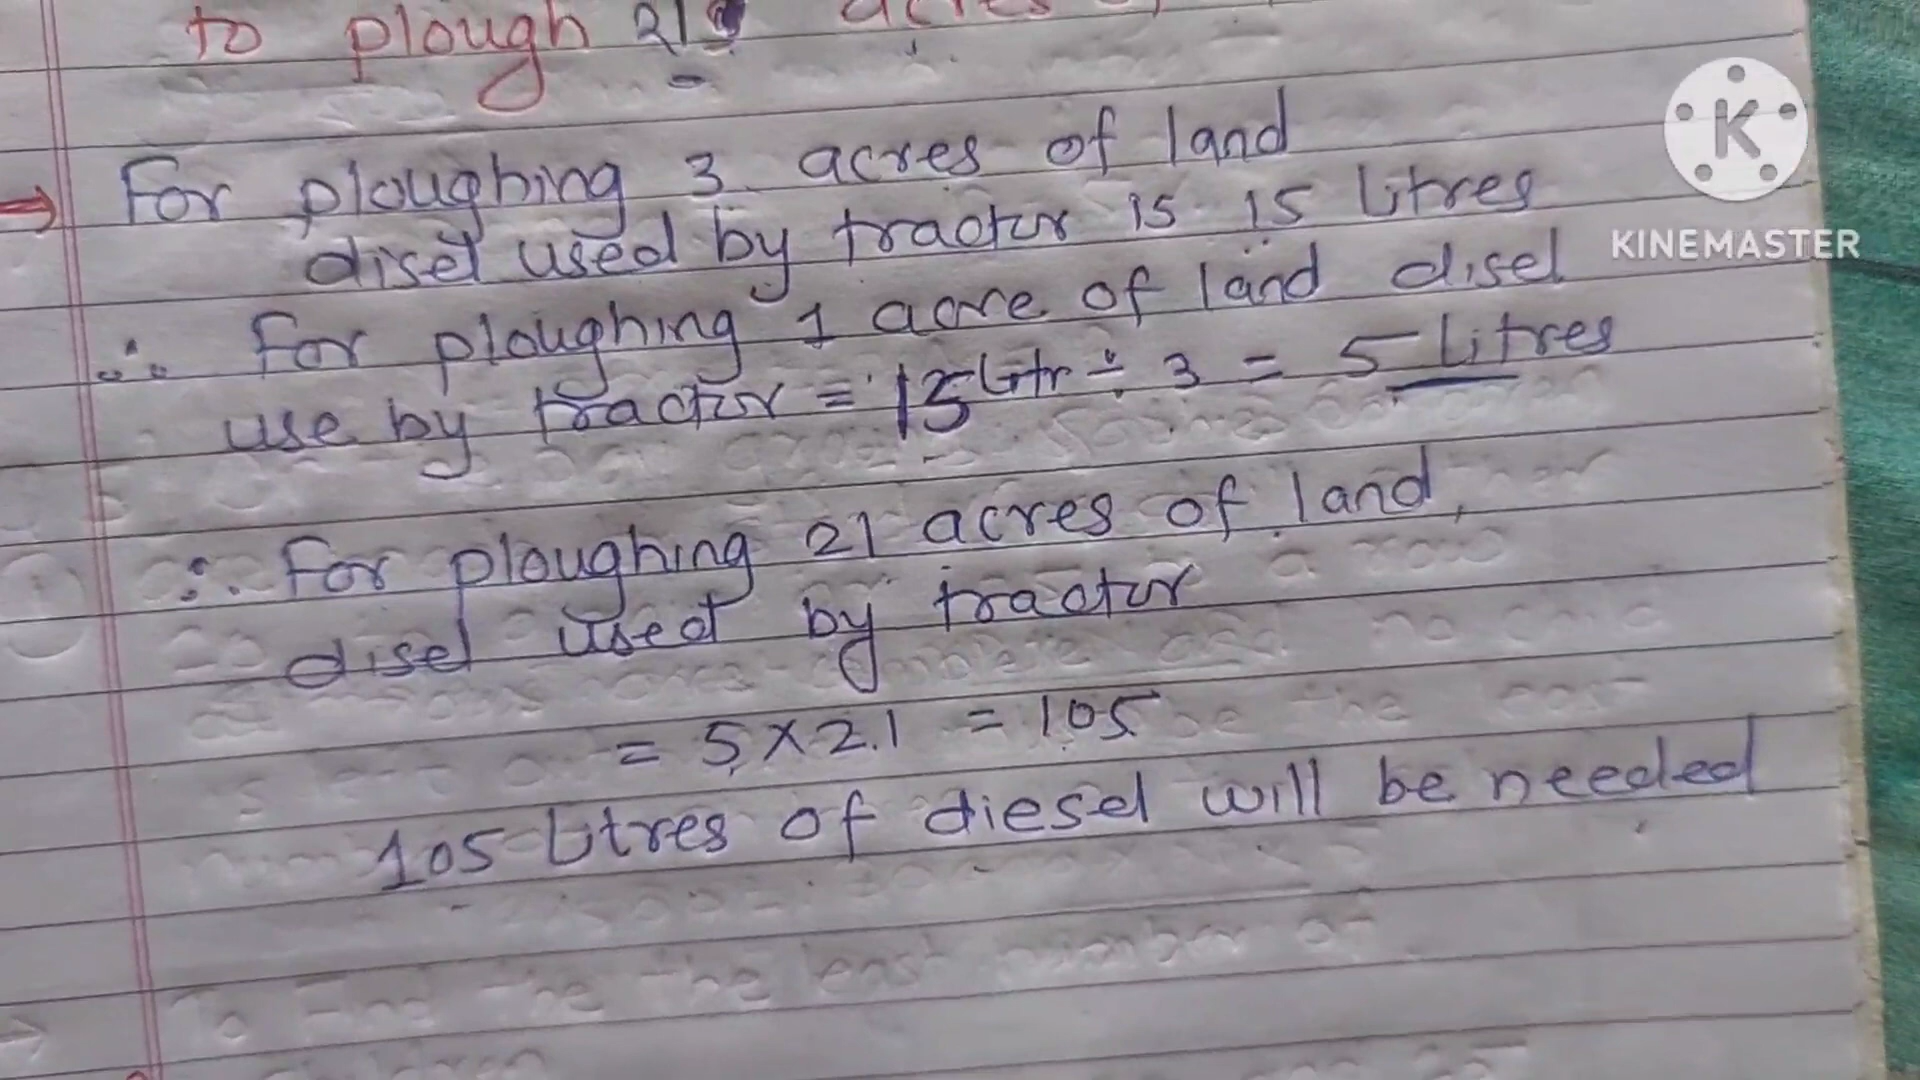 to plough 21 acres
K
KINEMASTER
For ploughing 3 acres of land
disel used by tractor is 15 litres
∴ For ploughing 1 acre of land disel
use by tractor = 15 litr ÷ 3 = 5 litres
∴ For ploughing 21 acres of land,
disel used by tractor
= 5 × 21 = 105
105 litres of diesel will be needed